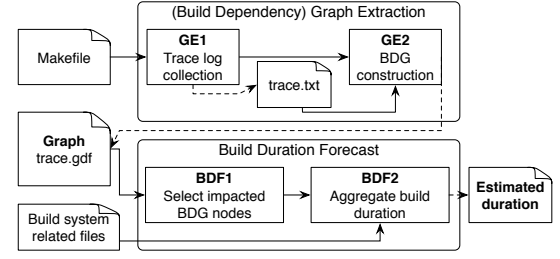 (Build Dependency) Graph Extraction
Makefile
GE1
Trace log
collection
trace.txt
GE2
BDG
construction
Graph
trace.gdf
Build Duration Forecast
BDF1
Select impacted
BDG nodes
BDF2
Aggregate build
duration
Estimated
duration
Build system
related files